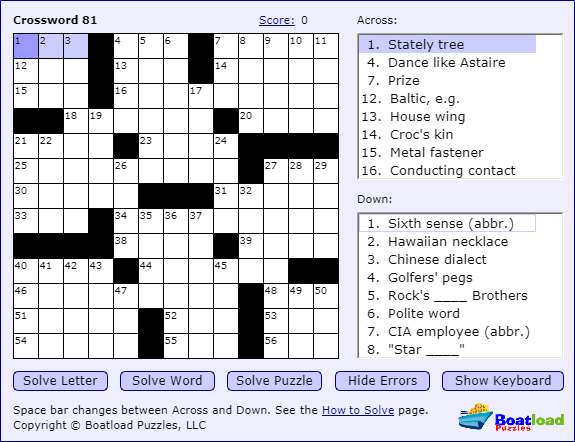 Crossword 81
Score: 0
1 2 3 4 5 6 7 8 9 10 11
12 13 14
15 16 17
18 19 20
21 22 23 24
25 26 27 28 29
30 31 32
33 34 35 36 37
38 39
40 41 42 43 44 45
46 47 48 49 50
51 52 53
54 55 56
Across:
1. Stately tree
4. Dance like Astaire
7. Prize
12. Baltic, e.g.
13. House wing
14. Croc's kin
15. Metal fastener
16. Conducting contact
Down:
1. Sixth sense (abbr.)
2. Hawaiian necklace
3. Chinese dialect
4. Golfers' pegs
5. Rock's ____ Brothers
6. Polite word
7. CIA employee (abbr.)
8. "Star ____"
Solve Letter
Solve Word
Solve Puzzle
Hide Errors
Show Keyboard
Space bar changes between Across and Down. See the How to Solve page.
Copyright © Boatload Puzzles, LLC
Boatload
Puzzles